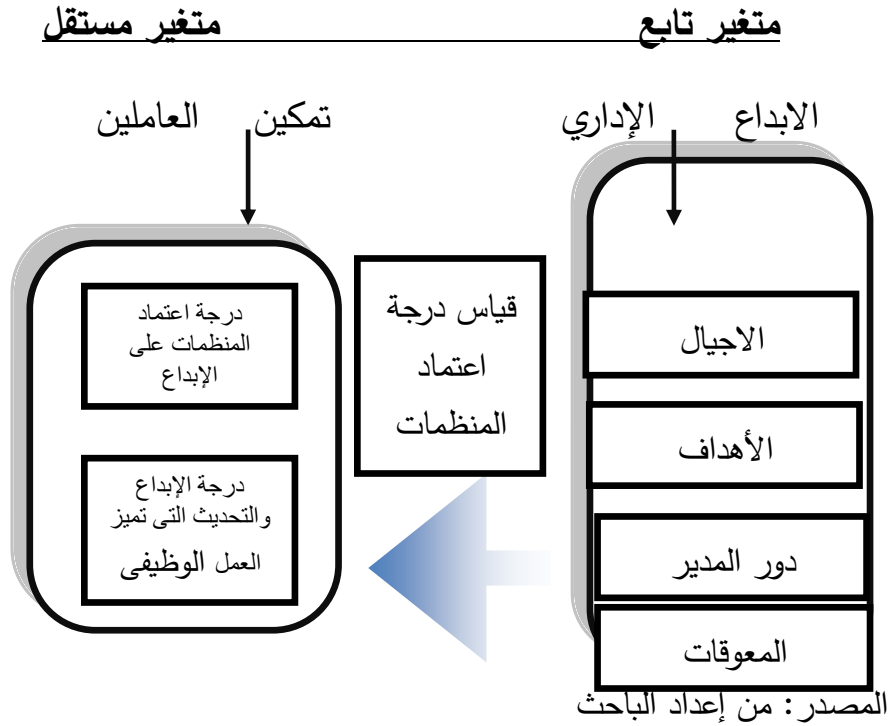 متغير تابع
متغير مستقل
الابداع الإداري
تمكين العاملين
الاجيال
الأهداف
دور المدير
المعوقات
قياس درجة
اعتماد
المنظمات
درجة اعتماد
المنظمات على
الإبداع
درجة الإبداع
والتحديث التى تميز
العمل الوظيفى
المصدر: من إعداد الباحث